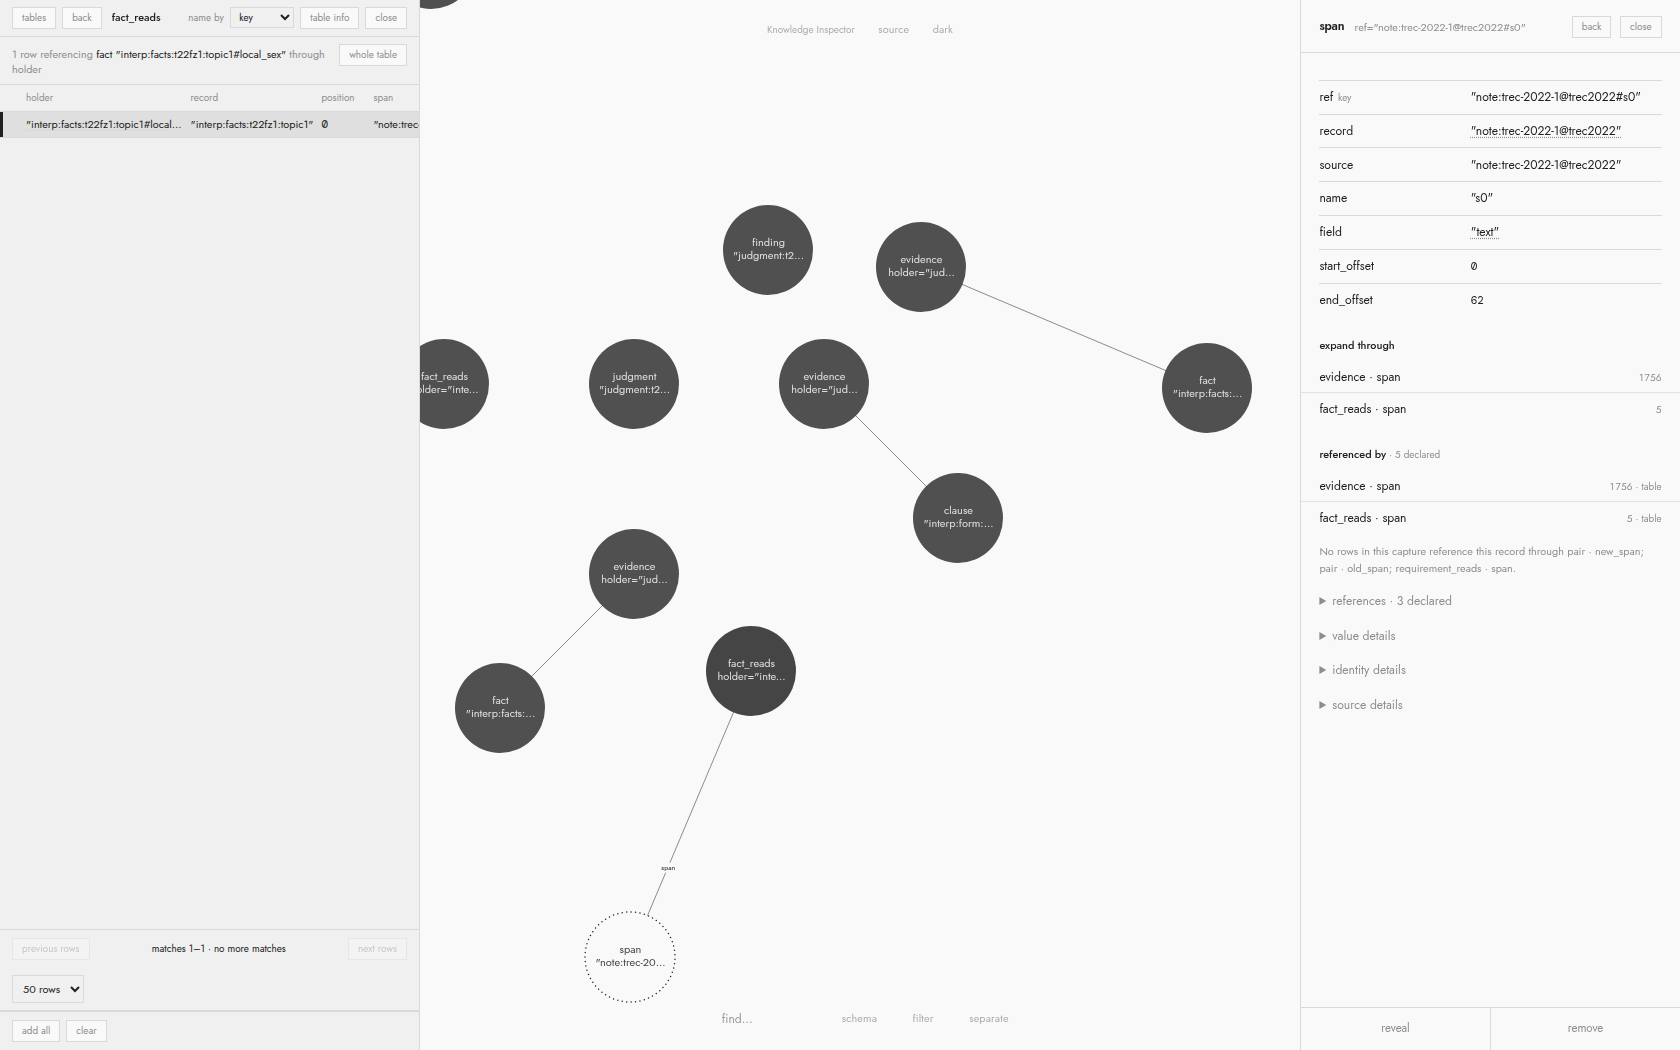 tables
back
fact_reads
name by
key
table info
close
1 row referencing fact "interp:facts:t22fz1:topic1#local_sex" through
holder
whole table
holder
record
position
span
"interp:facts:t22fz1:topic1#local…
"interp:facts:t22fz1:topic1"
0
"note:trec
previous rows
matches 1–1 · no more matches
next rows
50 rows
add all
clear
Knowledge Inspector
source
dark
finding
"judgment:t2…
evidence
holder="jud…
fact_reads
older="inte…
judgment
"judgment:t2…
evidence
holder="jud…
fact
"interp:facts:…
clause
"interp:form:…
evidence
holder="jud…
fact_reads
holder="inte…
fact
"interp:facts:…
span
span
"note:trec-20…
find…
schema
filter
separate
span
ref="note:trec-2022-1@trec2022#s0"
back
close
ref key
"note:trec-2022-1@trec2022#s0"
record
"note:trec-2022-1@trec2022"
source
"note:trec-2022-1@trec2022"
name
"s0"
field
"text"
start_offset
0
end_offset
62
expand through
evidence · span
1756
fact_reads · span
5
referenced by · 5 declared
evidence · span
1756 · table
fact_reads · span
5 · table
No rows in this capture reference this record through pair · new_span;
pair · old_span; requirement_reads · span.
▶ references · 3 declared
▶ value details
▶ identity details
▶ source details
reveal
remove